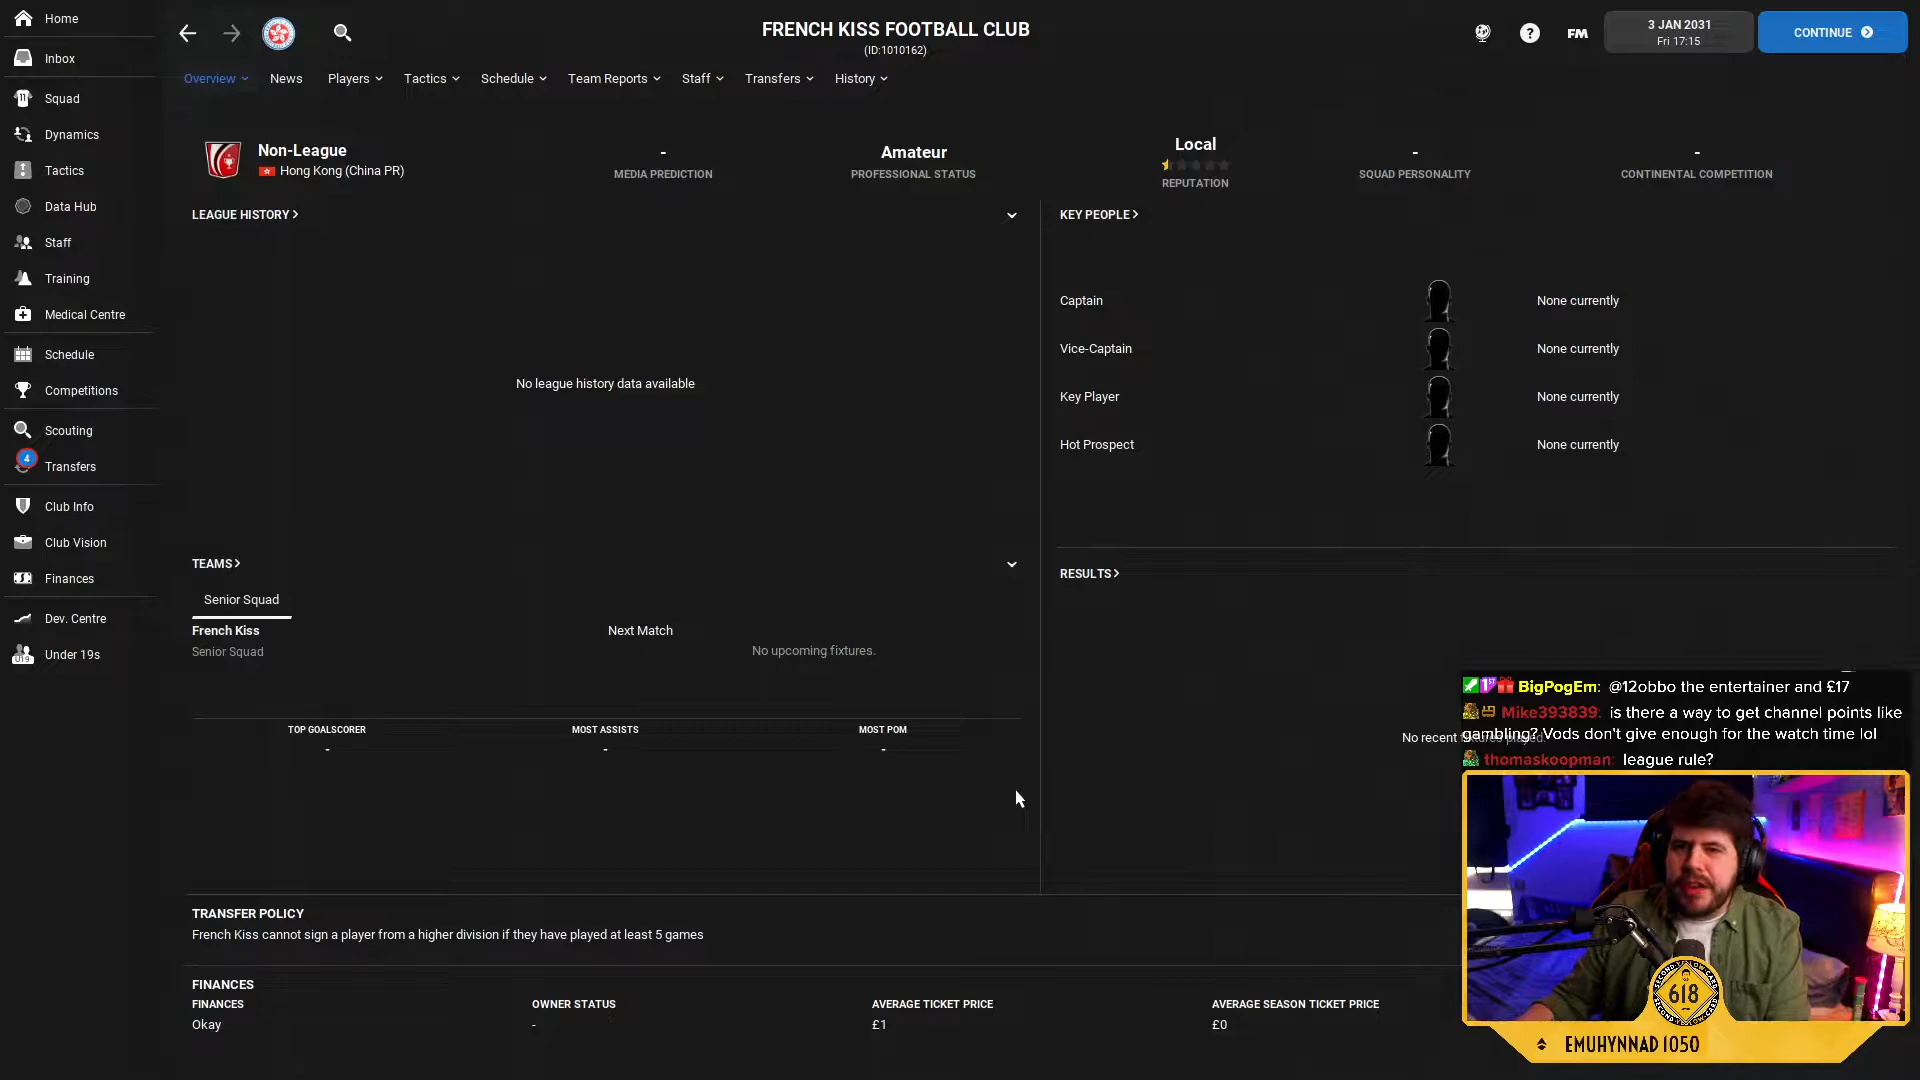 Home
Inbox
Squad
Dynamics
Tactics
Data Hub
Staff
Training
Medical Centre
Schedule
Competitions
Scouting
4
Transfers
Club Info
Club Vision
Finances
Dev. Centre
U19
Under 19s
FRENCH KISS FOOTBALL CLUB
(ID:1010162)
FM
3 JAN 2031
Fri 17:15
CONTINUE
Overview News Players Tactics Schedule Team Reports Staff Transfers History
Non-League
Hong Kong (China PR)
-
MEDIA PREDICTION
Amateur
PROFESSIONAL STATUS
Local
REPUTATION
-
SQUAD PERSONALITY
-
CONTINENTAL COMPETITION
LEAGUE HISTORY >
No league history data available
KEY PEOPLE >
Captain None currently
Vice-Captain None currently
Key Player None currently
Hot Prospect None currently
TEAMS >
Senior Squad
French Kiss
Senior Squad
Next Match
No upcoming fixtures.
TOP GOALSCORER
-
MOST ASSISTS
-
MOST POM
-
RESULTS >
No recent fixtures played.
BigPogEm: @12obbo the entertainer and £17
Mike393839: is there a way to get channel points like
gambling? Vods don't give enough for the watch time lol
thomaskoopman: league rule?
TRANSFER POLICY
French Kiss cannot sign a player from a higher division if they have played at least 5 games
FINANCES
FINANCES
Okay
OWNER STATUS
-
AVERAGE TICKET PRICE
£1
AVERAGE SEASON TICKET PRICE
£0
SECOND YELLOW CARD
618
EMUHYNNAD 1050